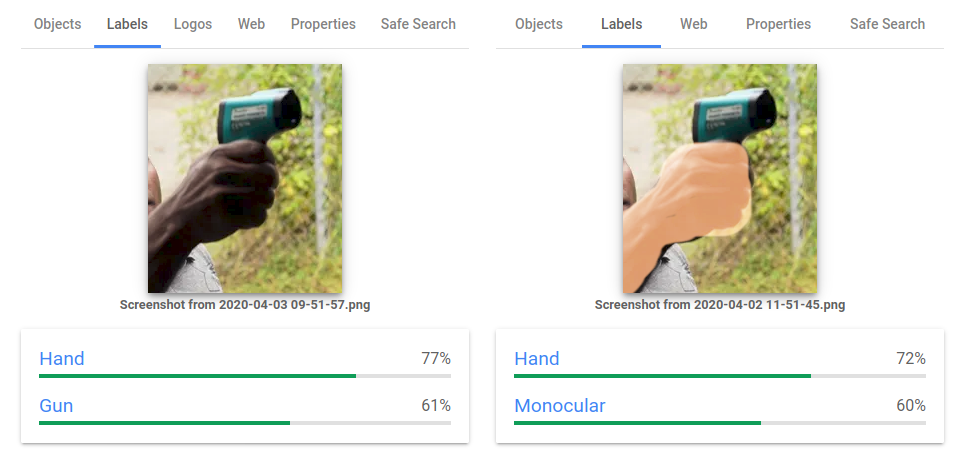 Objects Labels Logos Web Properties Safe Search
Screenshot from 2020-04-03 09-51-57.png
Hand 77%
Gun 61%
Objects Labels Web Properties Safe Search
Screenshot from 2020-04-02 11-51-45.png
Hand 72%
Monocular 60%